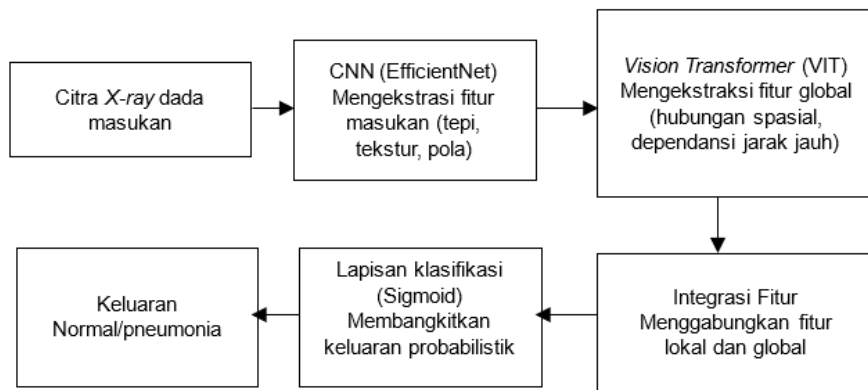 Citra X-ray dada
masukan
CNN (EfficientNet)
Mengekstrasi fitur
masukan (tepi,
tekstur, pola)
Vision Transformer (VIT)
Mengekstraksi fitur global
(hubungan spasial,
dependansi jarak jauh)
Integrasi Fitur
Menggabungkan fitur
lokal dan global
Lapisan klasifikasi
(Sigmoid)
Membangkitkan
keluaran probabilistik
Keluaran
Normal/pneumonia